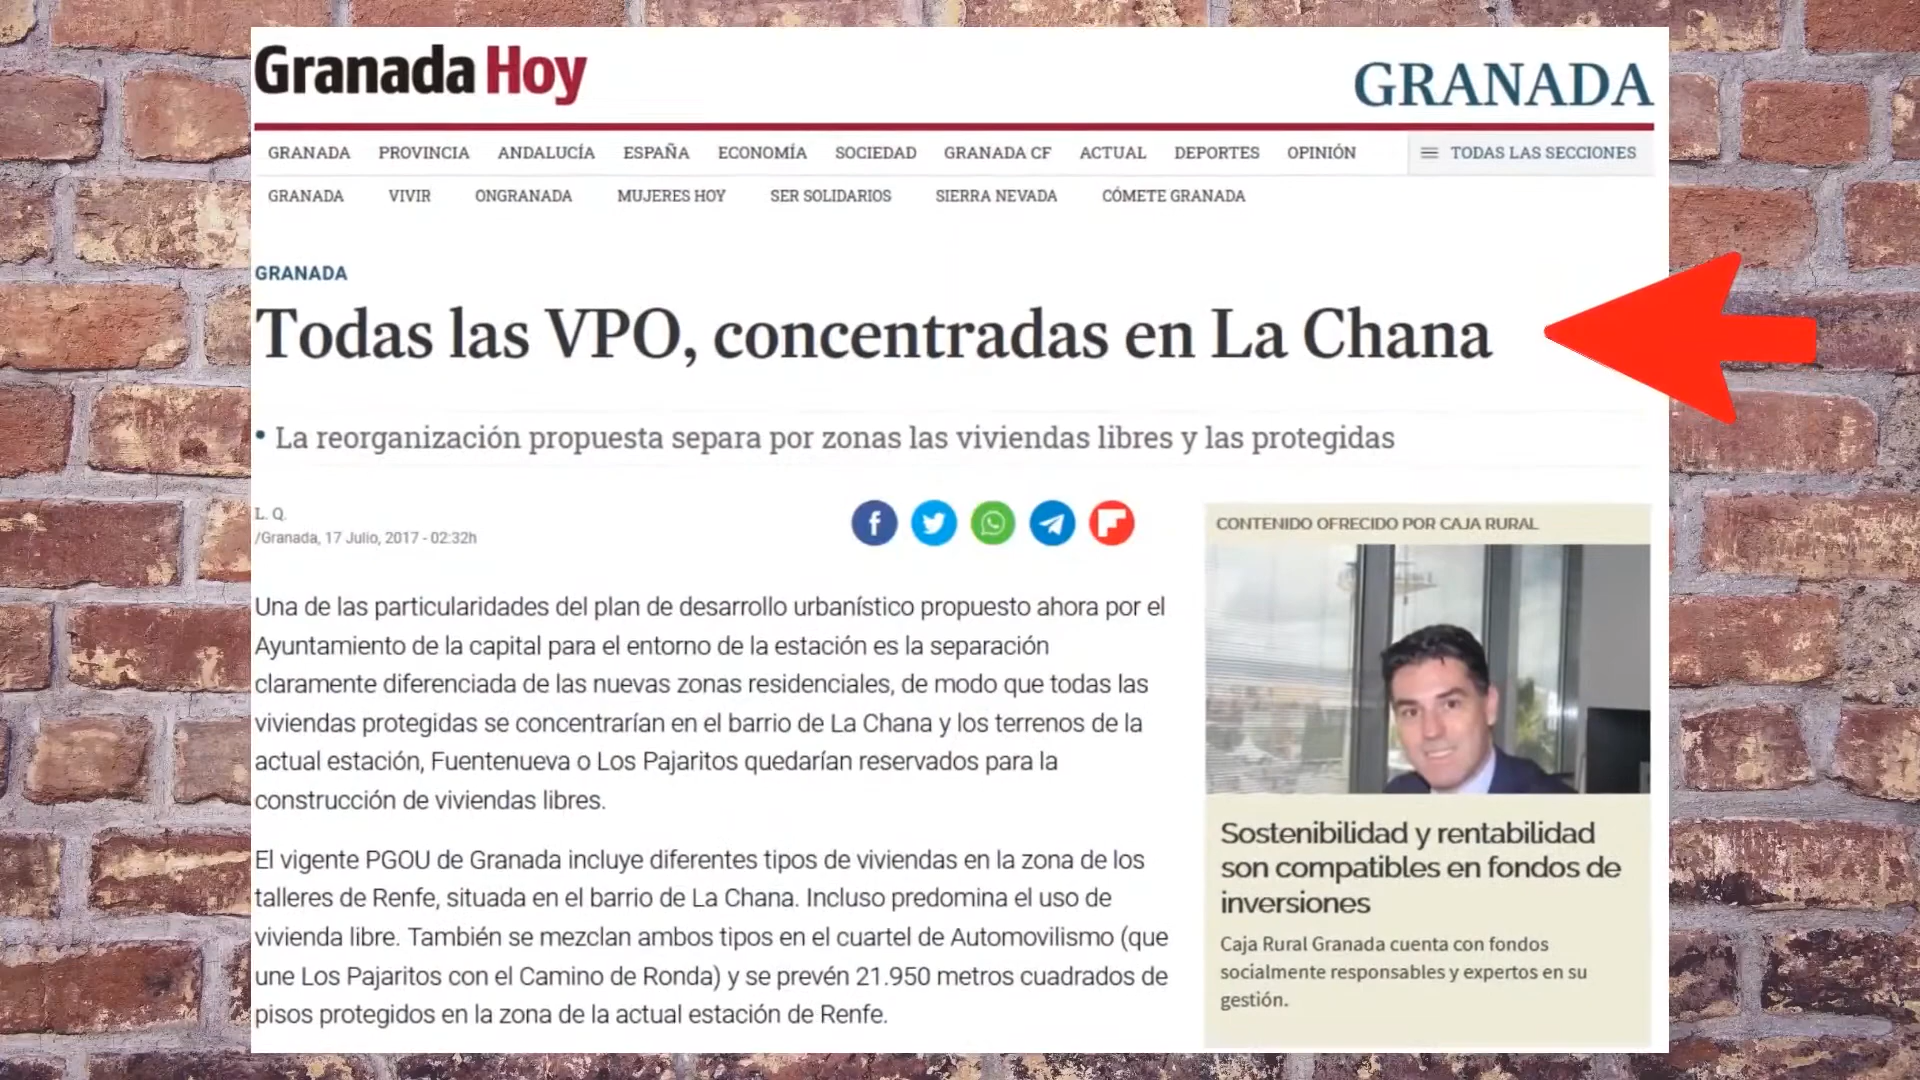 Granada Hoy
GRANADA
GRANADA PROVINCIA ANDALUCÍA ESPAÑA ECONOMÍA SOCIEDAD GRANADA CF ACTUAL DEPORTES OPINIÓN TODAS LAS SECCIONES
GRANADA VIVIR ONGRANADA MUJERES HOY SER SOLIDARIOS SIERRA NEVADA CÓMETE GRANADA
GRANADA
Todas las VPO, concentradas en La Chana
• La reorganización propuesta separa por zonas las viviendas libres y las protegidas
L. Q.
/Granada, 17 Julio, 2017 - 02:32h
Una de las particularidades del plan de desarrollo urbanístico propuesto ahora por el
Ayuntamiento de la capital para el entorno de la estación es la separación
claramente diferenciada de las nuevas zonas residenciales, de modo que todas las
viviendas protegidas se concentrarían en el barrio de La Chana y los terrenos de la
actual estación, Fuentenueva o Los Pajaritos quedarían reservados para la
construcción de viviendas libres.
El vigente PGOU de Granada incluye diferentes tipos de viviendas en la zona de los
talleres de Renfe, situada en el barrio de La Chana. Incluso predomina el uso de
vivienda libre. También se mezclan ambos tipos en el cuartel de Automovilismo (que
une Los Pajaritos con el Camino de Ronda) y se prevén 21.950 metros cuadrados de
pisos protegidos en la zona de la actual estación de Renfe.
CONTENIDO OFRECIDO POR CAJA RURAL
Sostenibilidad y rentabilidad
son compatibles en fondos de
inversiones
Caja Rural Granada cuenta con fondos
socialmente responsables y expertos en su
gestión.